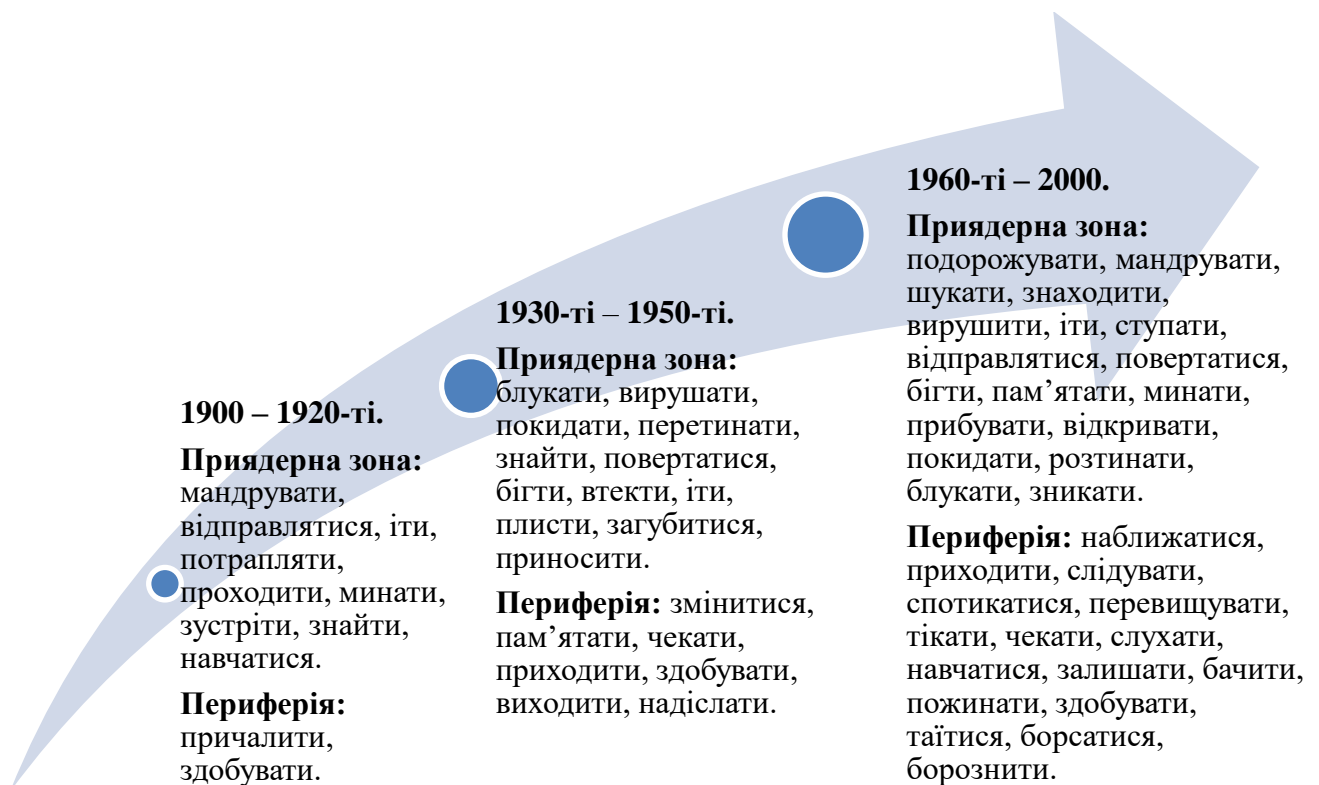 1900 – 1920-ті.
Приядерна зона:
мандрувати,
відправлятися, іти,
потрапляти,
проходити, минати,
зустріти, знайти,
навчатися.
Периферія:
причалити,
здобувати.
1930-ті – 1950-ті.
Приядерна зона:
блукати, вирушати,
покидати, перетинати,
знайти, повертатися,
бігти, втекти, іти,
плисти, загубитися,
приносити.
Периферія: змінитися,
пам’ятати, чекати,
приходити, здобувати,
виходити, надіслати.
1960-ті – 2000.
Приядерна зона:
подорожувати, мандрувати,
шукати, знаходити,
вирушити, іти, ступати,
відправлятися, повертатися,
бігти, пам’ятати, минати,
прибувати, відкривати,
покидати, розтинати,
блукати, зникати.
Периферія: наближатися,
приходити, слідувати,
спотикатися, перевищувати,
тікати, чекати, слухати,
навчатися, залишати, бачити,
пожинати, здобувати,
таїтися, борсатися,
борознити.